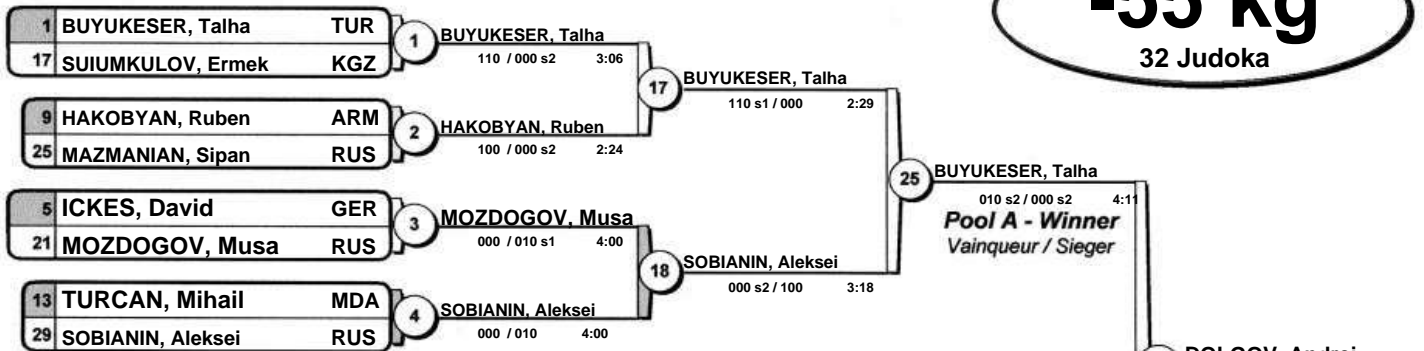 -55 kg
32 Judoka
1 BUYUKESER, Talha TUR
17 SUIUMKULOV, Ermek KGZ
1
BUYUKESER, Talha
110 / 000 s2 3:06
9 HAKOBYAN, Ruben ARM
25 MAZMANIAN, Sipan RUS
2
HAKOBYAN, Ruben
100 / 000 s2 2:24
17
BUYUKESER, Talha
110 s1 / 000 2:29
5 ICKES, David GER
21 MOZDOGOV, Musa RUS
3
MOZDOGOV, Musa
000 / 010 s1 4:00
13 TURCAN, Mihail MDA
29 SOBIANIN, Aleksei RUS
4
SOBIANIN, Aleksei
000 / 010 4:00
18
SOBIANIN, Aleksei
000 s2 / 100 3:18
25
BUYUKESER, Talha
010 s2 / 000 s2 4:11
Pool A - Winner
Vainqueur / Sieger